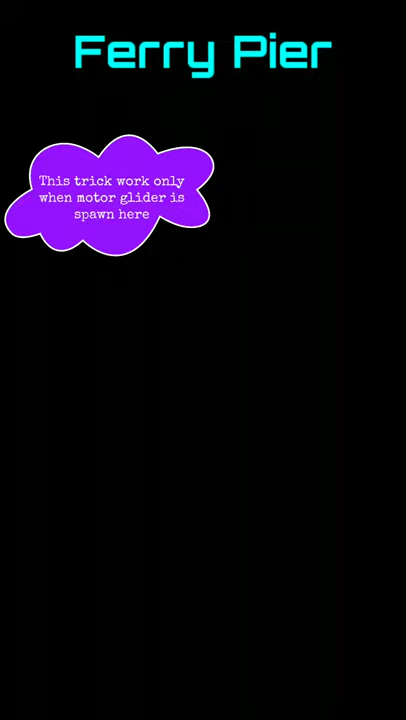 Ferry Pier
This trick work only
when motor glider is
spawn here